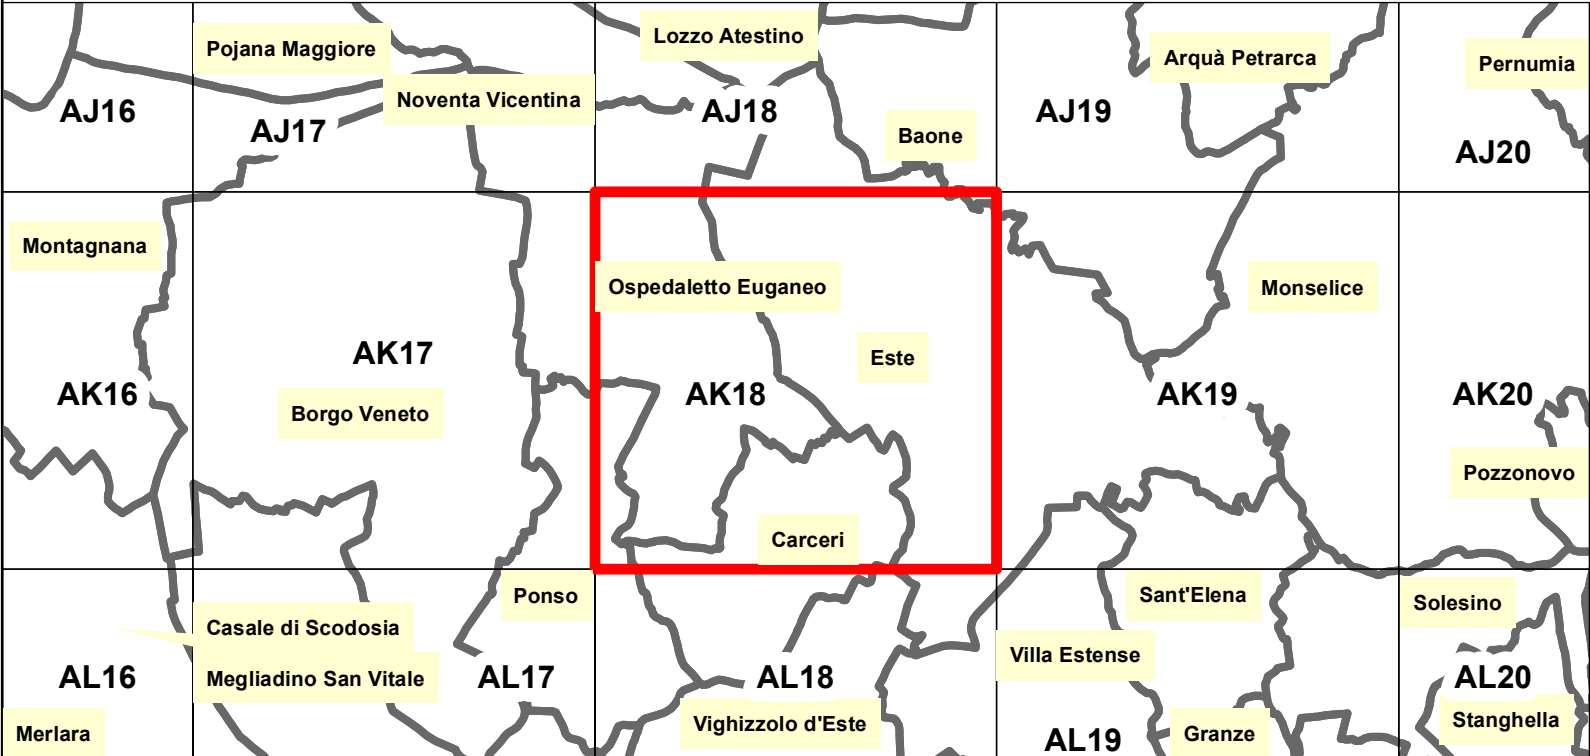 Lozzo Atestino
Pojana Maggiore
Arquà Petrarca
Pernumia
Noventa Vicentina
AJ16
AJ17
AJ18
AJ19
Baone
AJ20
Montagnana
Ospedaletto Euganeo
Monselice
AK17
Este
AK16
AK18
AK19
AK20
Borgo Veneto
Pozzonovo
Carceri
Ponso
Sant'Elena
Solesino
Casale di Scodosia
Villa Estense
AL16
Megliadino San Vitale
AL17
AL18
AL20
Merlara
Vighizzolo d'Este
AL19
Granze
Stanghella